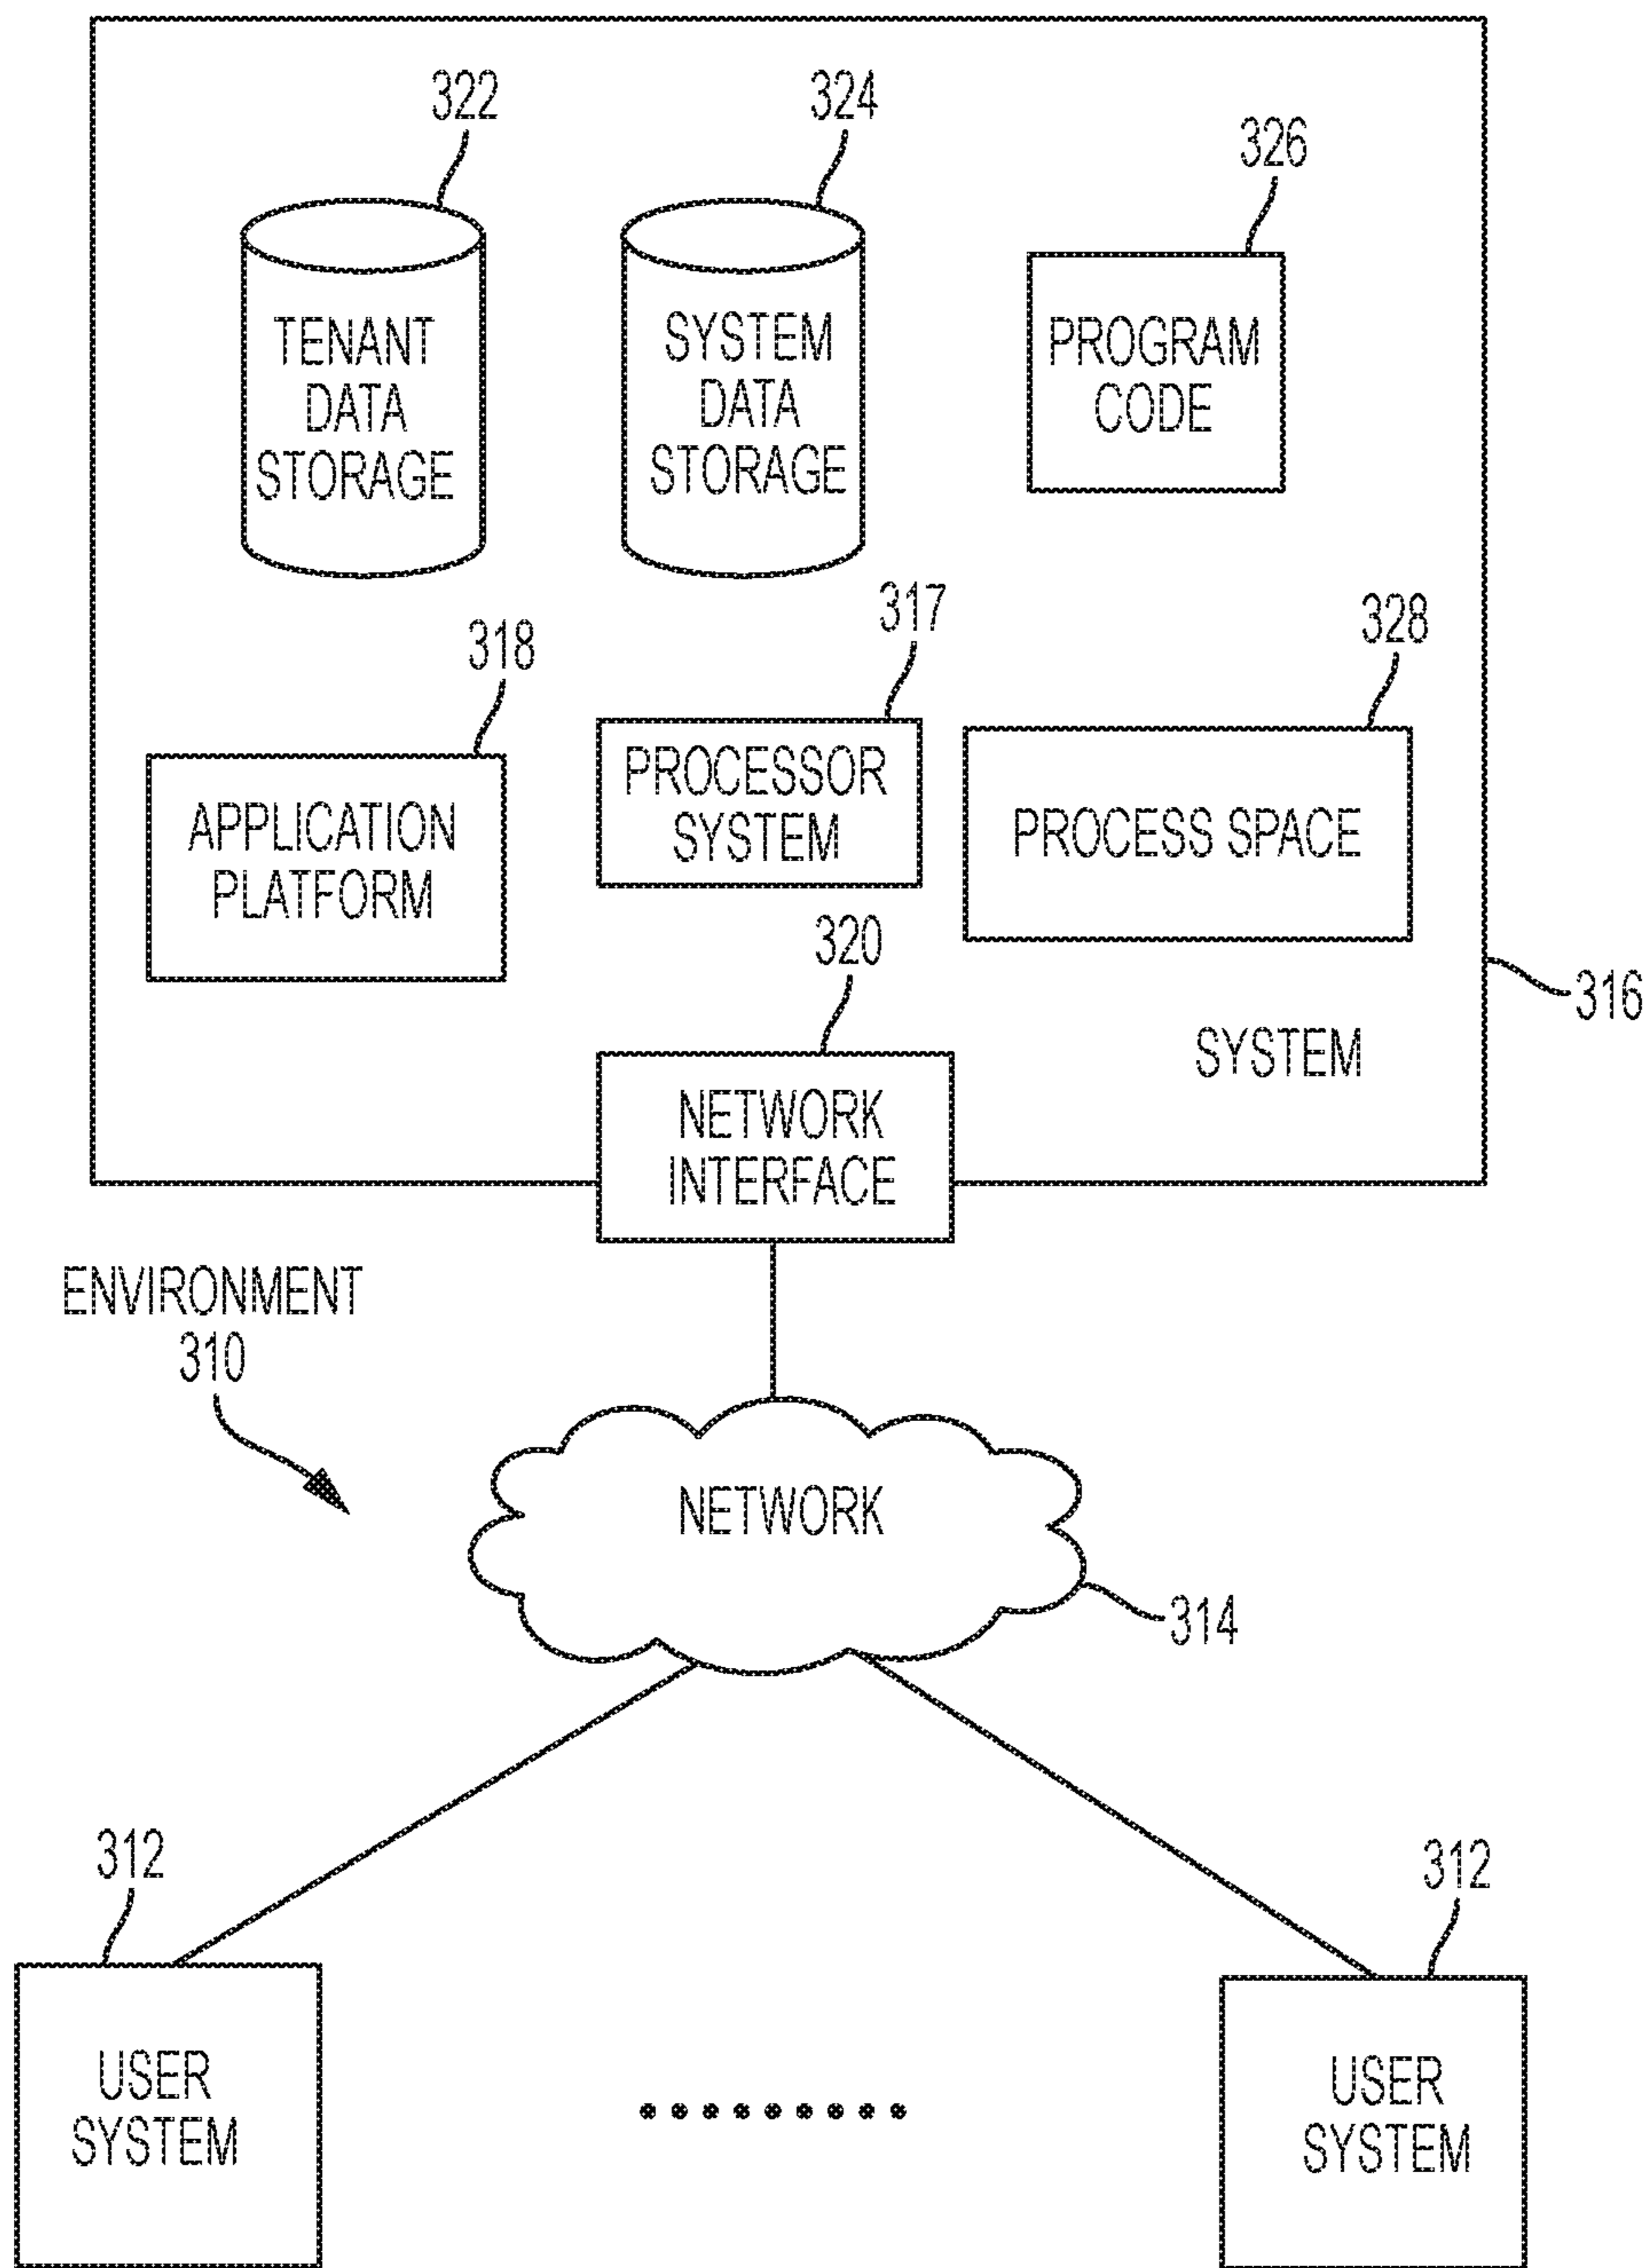 322
324
326
TENANT
DATA
STORAGE
SYSTEM
DATA
STORAGE
PROGRAM
CODE
318
317
328
APPLICATION
PLATFORM
PROCESSOR
SYSTEM
PROCESS SPACE
320
316
SYSTEM
NETWORK
INTERFACE
ENVIRONMENT
310
NETWORK
314
312
312
USER
SYSTEM
USER
SYSTEM